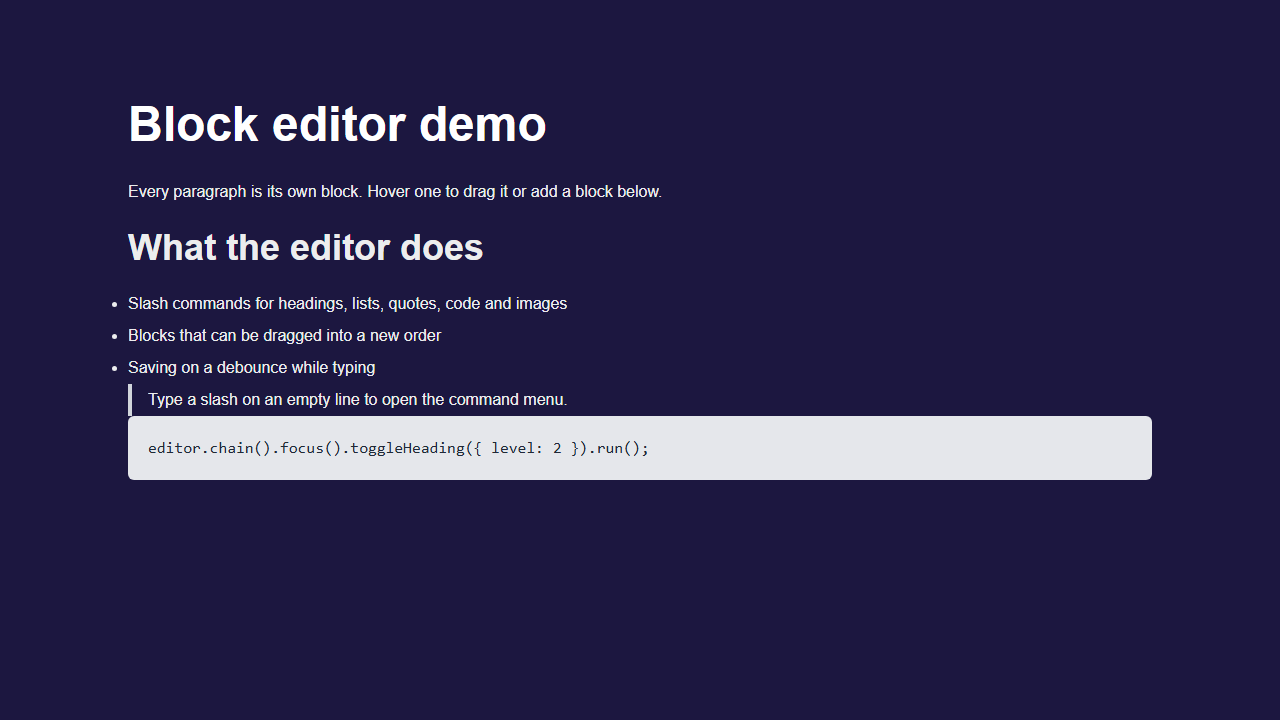 Block editor demo
Every paragraph is its own block. Hover one to drag it or add a block below.
What the editor does
• Slash commands for headings, lists, quotes, code and images
• Blocks that can be dragged into a new order
• Saving on a debounce while typing
Type a slash on an empty line to open the command menu.
editor.chain().focus().toggleHeading({ level: 2 }).run();